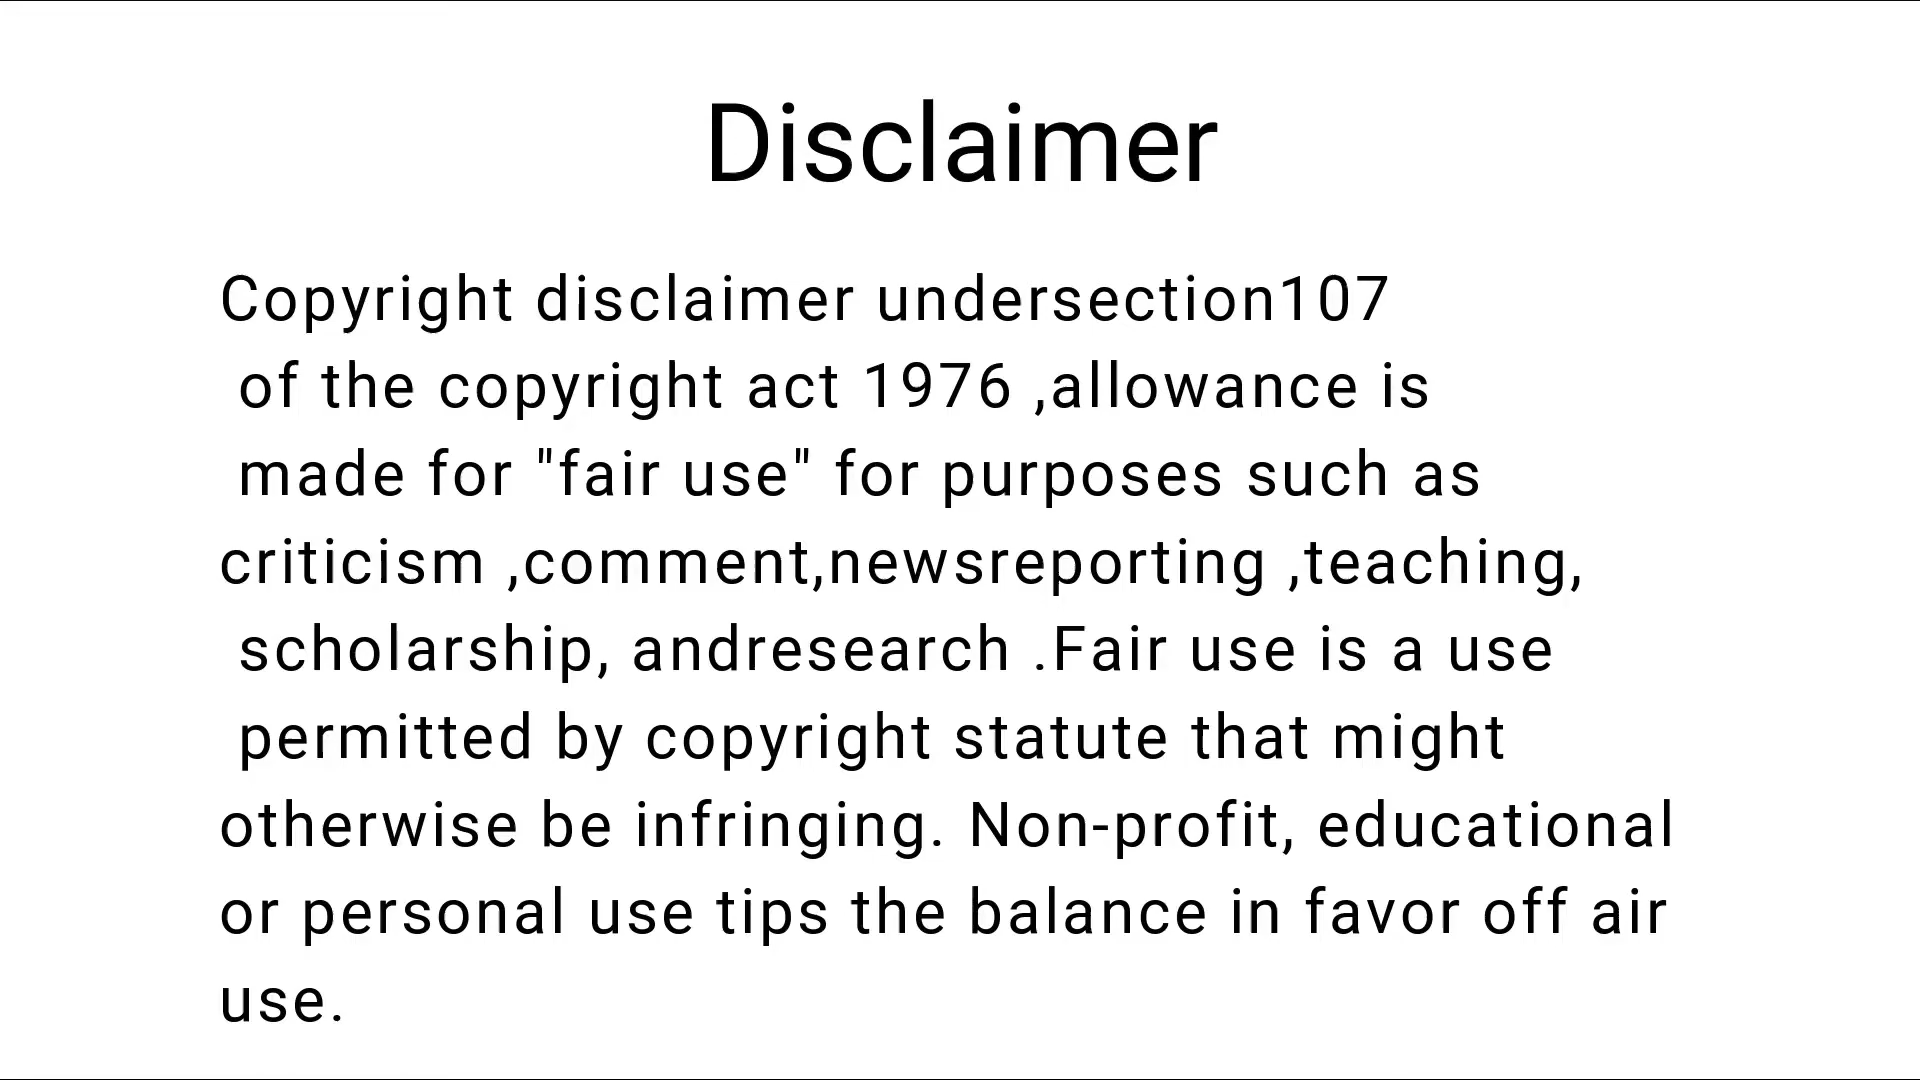 Disclaimer
Copyright disclaimer undersection107
of the copyright act 1976 ,allowance is
made for "fair use" for purposes such as
criticism ,comment,newsreporting ,teaching,
scholarship, andresearch .Fair use is a use
permitted by copyright statute that might
otherwise be infringing. Non-profit, educational
or personal use tips the balance in favor off air
use.